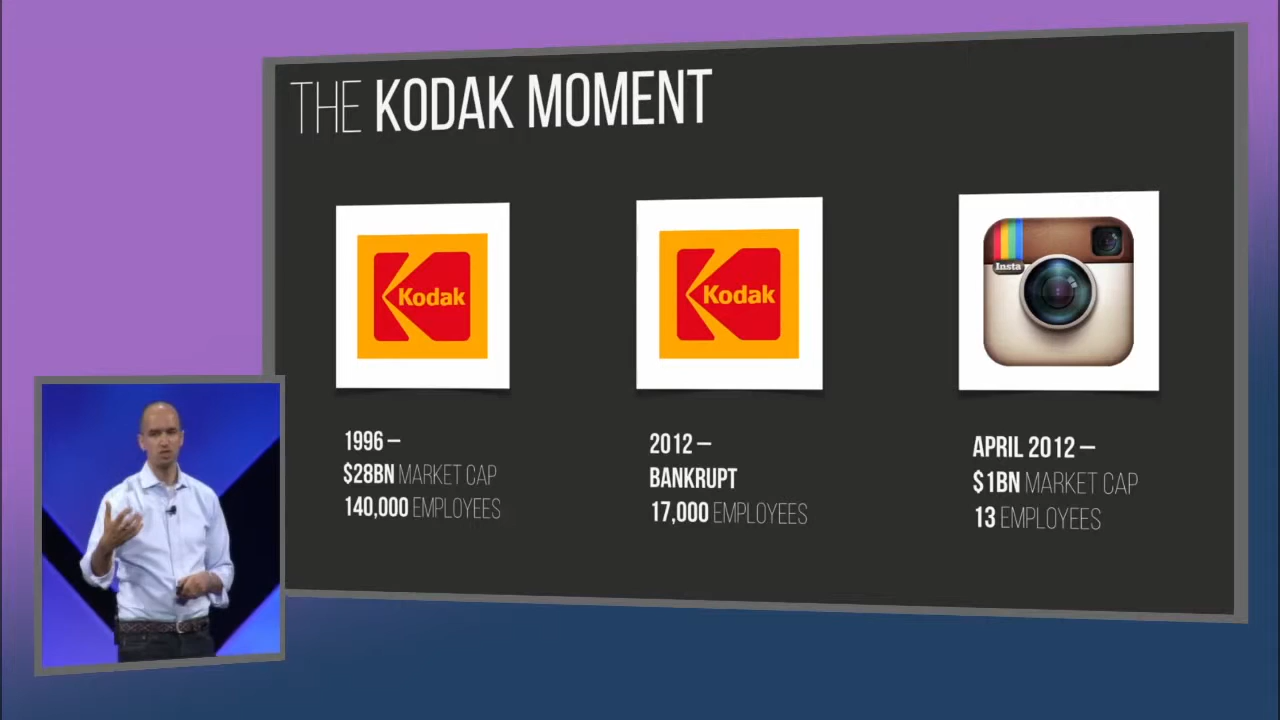 THE KODAK MOMENT
Kodak
Kodak
Insta
1996 –
$28BN MARKET CAP
140,000 EMPLOYEES
2012 –
BANKRUPT
17,000 EMPLOYEES
APRIL 2012 –
$1BN MARKET CAP
13 EMPLOYEES